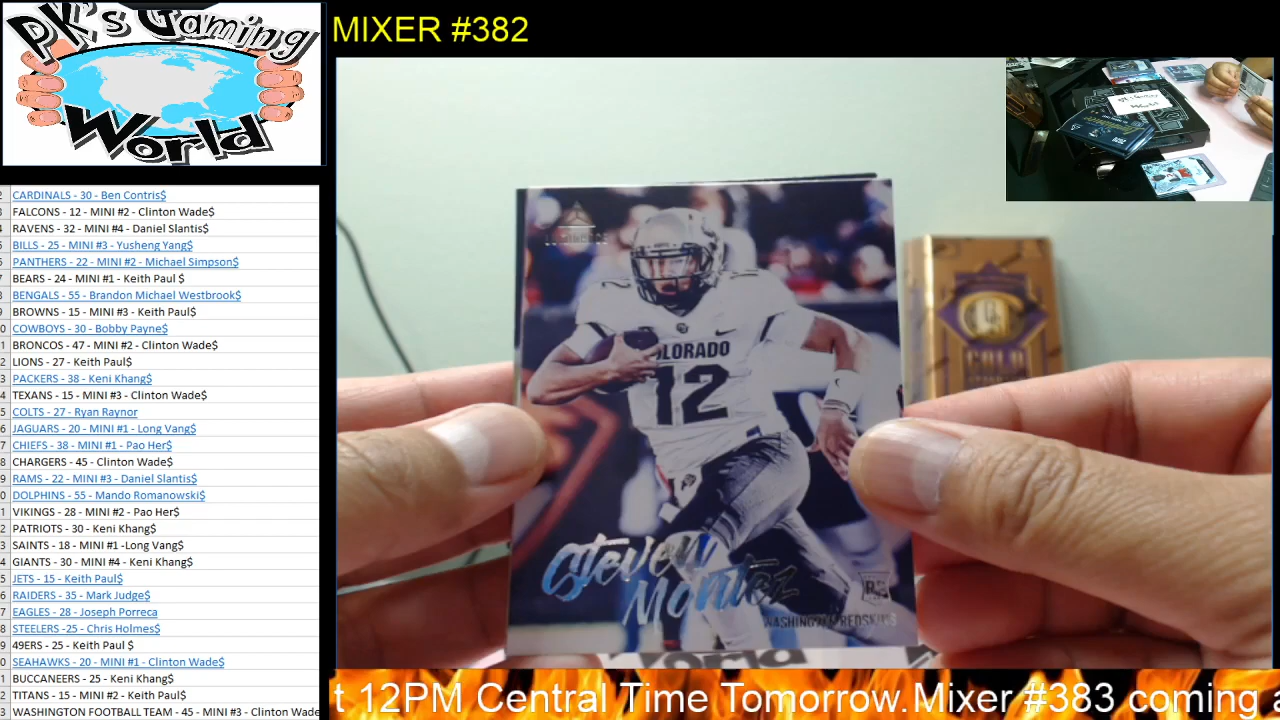 PK's Gaming
World
MIXER #382
CARDINALS - 30 - Ben Contris$
FALCONS - 12 - MINI #2 - Clinton Wade$
RAVENS - 32 - MINI #4 - Daniel Slantis$
BILLS - 25 - MINI #3 - Yusheng Yang$
PANTHERS - 22 - MINI #2 - Michael Simpson$
BEARS - 24 - MINI #1 - Keith Paul $
BENGALS - 55 - Brandon Michael Westbrook$
BROWNS - 15 - MINI #3 - Keith Paul$
COWBOYS - 30 - Bobby Payne$
BRONCOS - 47 - MINI #2 - Clinton Wade$
LIONS - 27 - Keith Paul$
PACKERS - 38 - Keni Khang$
TEXANS - 15 - MINI #3 - Clinton Wade$
COLTS - 27 - Ryan Raynor
JAGUARS - 20 - MINI #1 - Long Vang$
CHIEFS - 38 - MINI #1 - Pao Her$
CHARGERS - 45 - Clinton Wade$
RAMS - 22 - MINI #3 - Daniel Slantis$
DOLPHINS - 55 - Mando Romanowski$
VIKINGS - 28 - MINI #2 - Pao Her$
PATRIOTS - 30 - Keni Khang$
SAINTS - 18 - MINI #1 -Long Vang$
GIANTS - 30 - MINI #4 - Keni Khang$
JETS - 15 - Keith Paul$
RAIDERS - 35 - Mark Judge$
EAGLES - 28 - Joseph Porreca
STEELERS -25 - Chris Holmes$
49ERS - 25 - Keith Paul $
SEAHAWKS - 20 - MINI #1 - Clinton Wade$
BUCCANEERS - 25 - Keni Khang$
TITANS - 15 - MINI #2 - Keith Paul$
WASHINGTON FOOTBALL TEAM - 45 - MINI #3 - Clinton Wade
LUMINANCE
12
COLORADO
12
Steven
Montez
RC
WASHINGTON REDSKINS
GOLD
World
t 12PM Central Time Tomorrow. Mixer #383 coming a